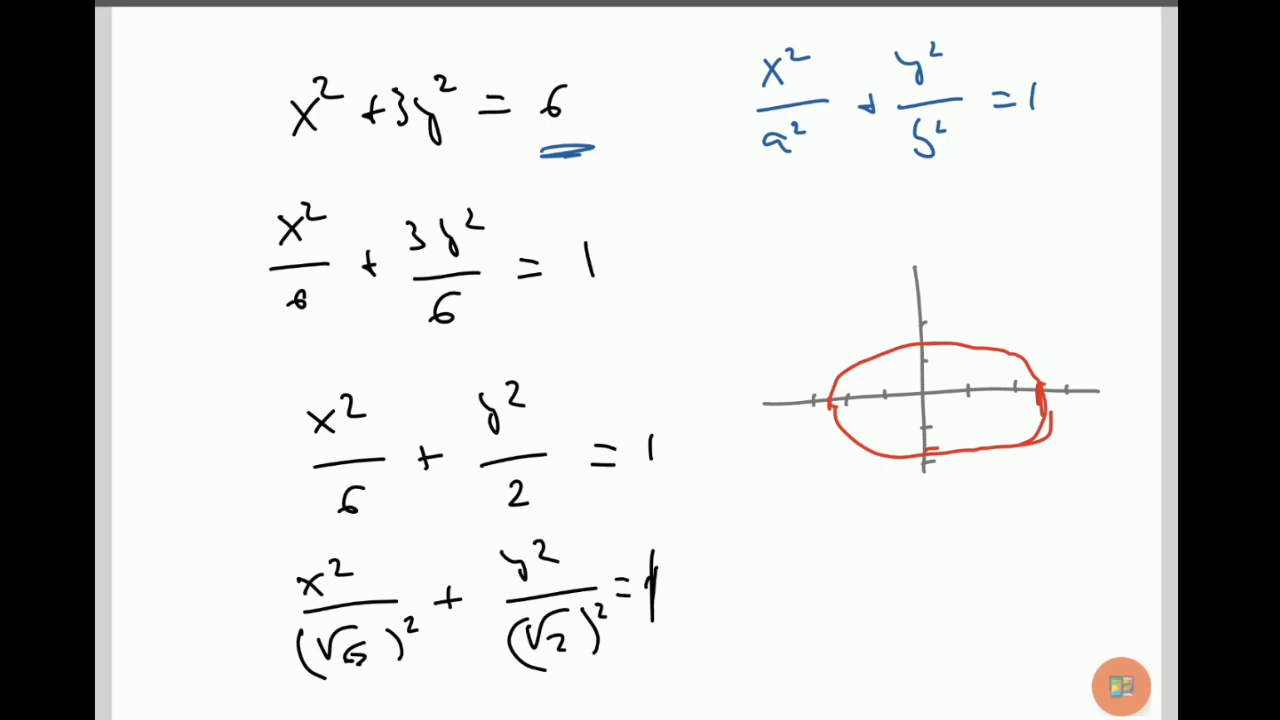 x² + 3y² = 6
x²/a² + y²/b² = 1
x²/6 + 3y²/6 = 1
x²/6 + y²/2 = 1
x²/(√6)² + y²/(√2)² = 1